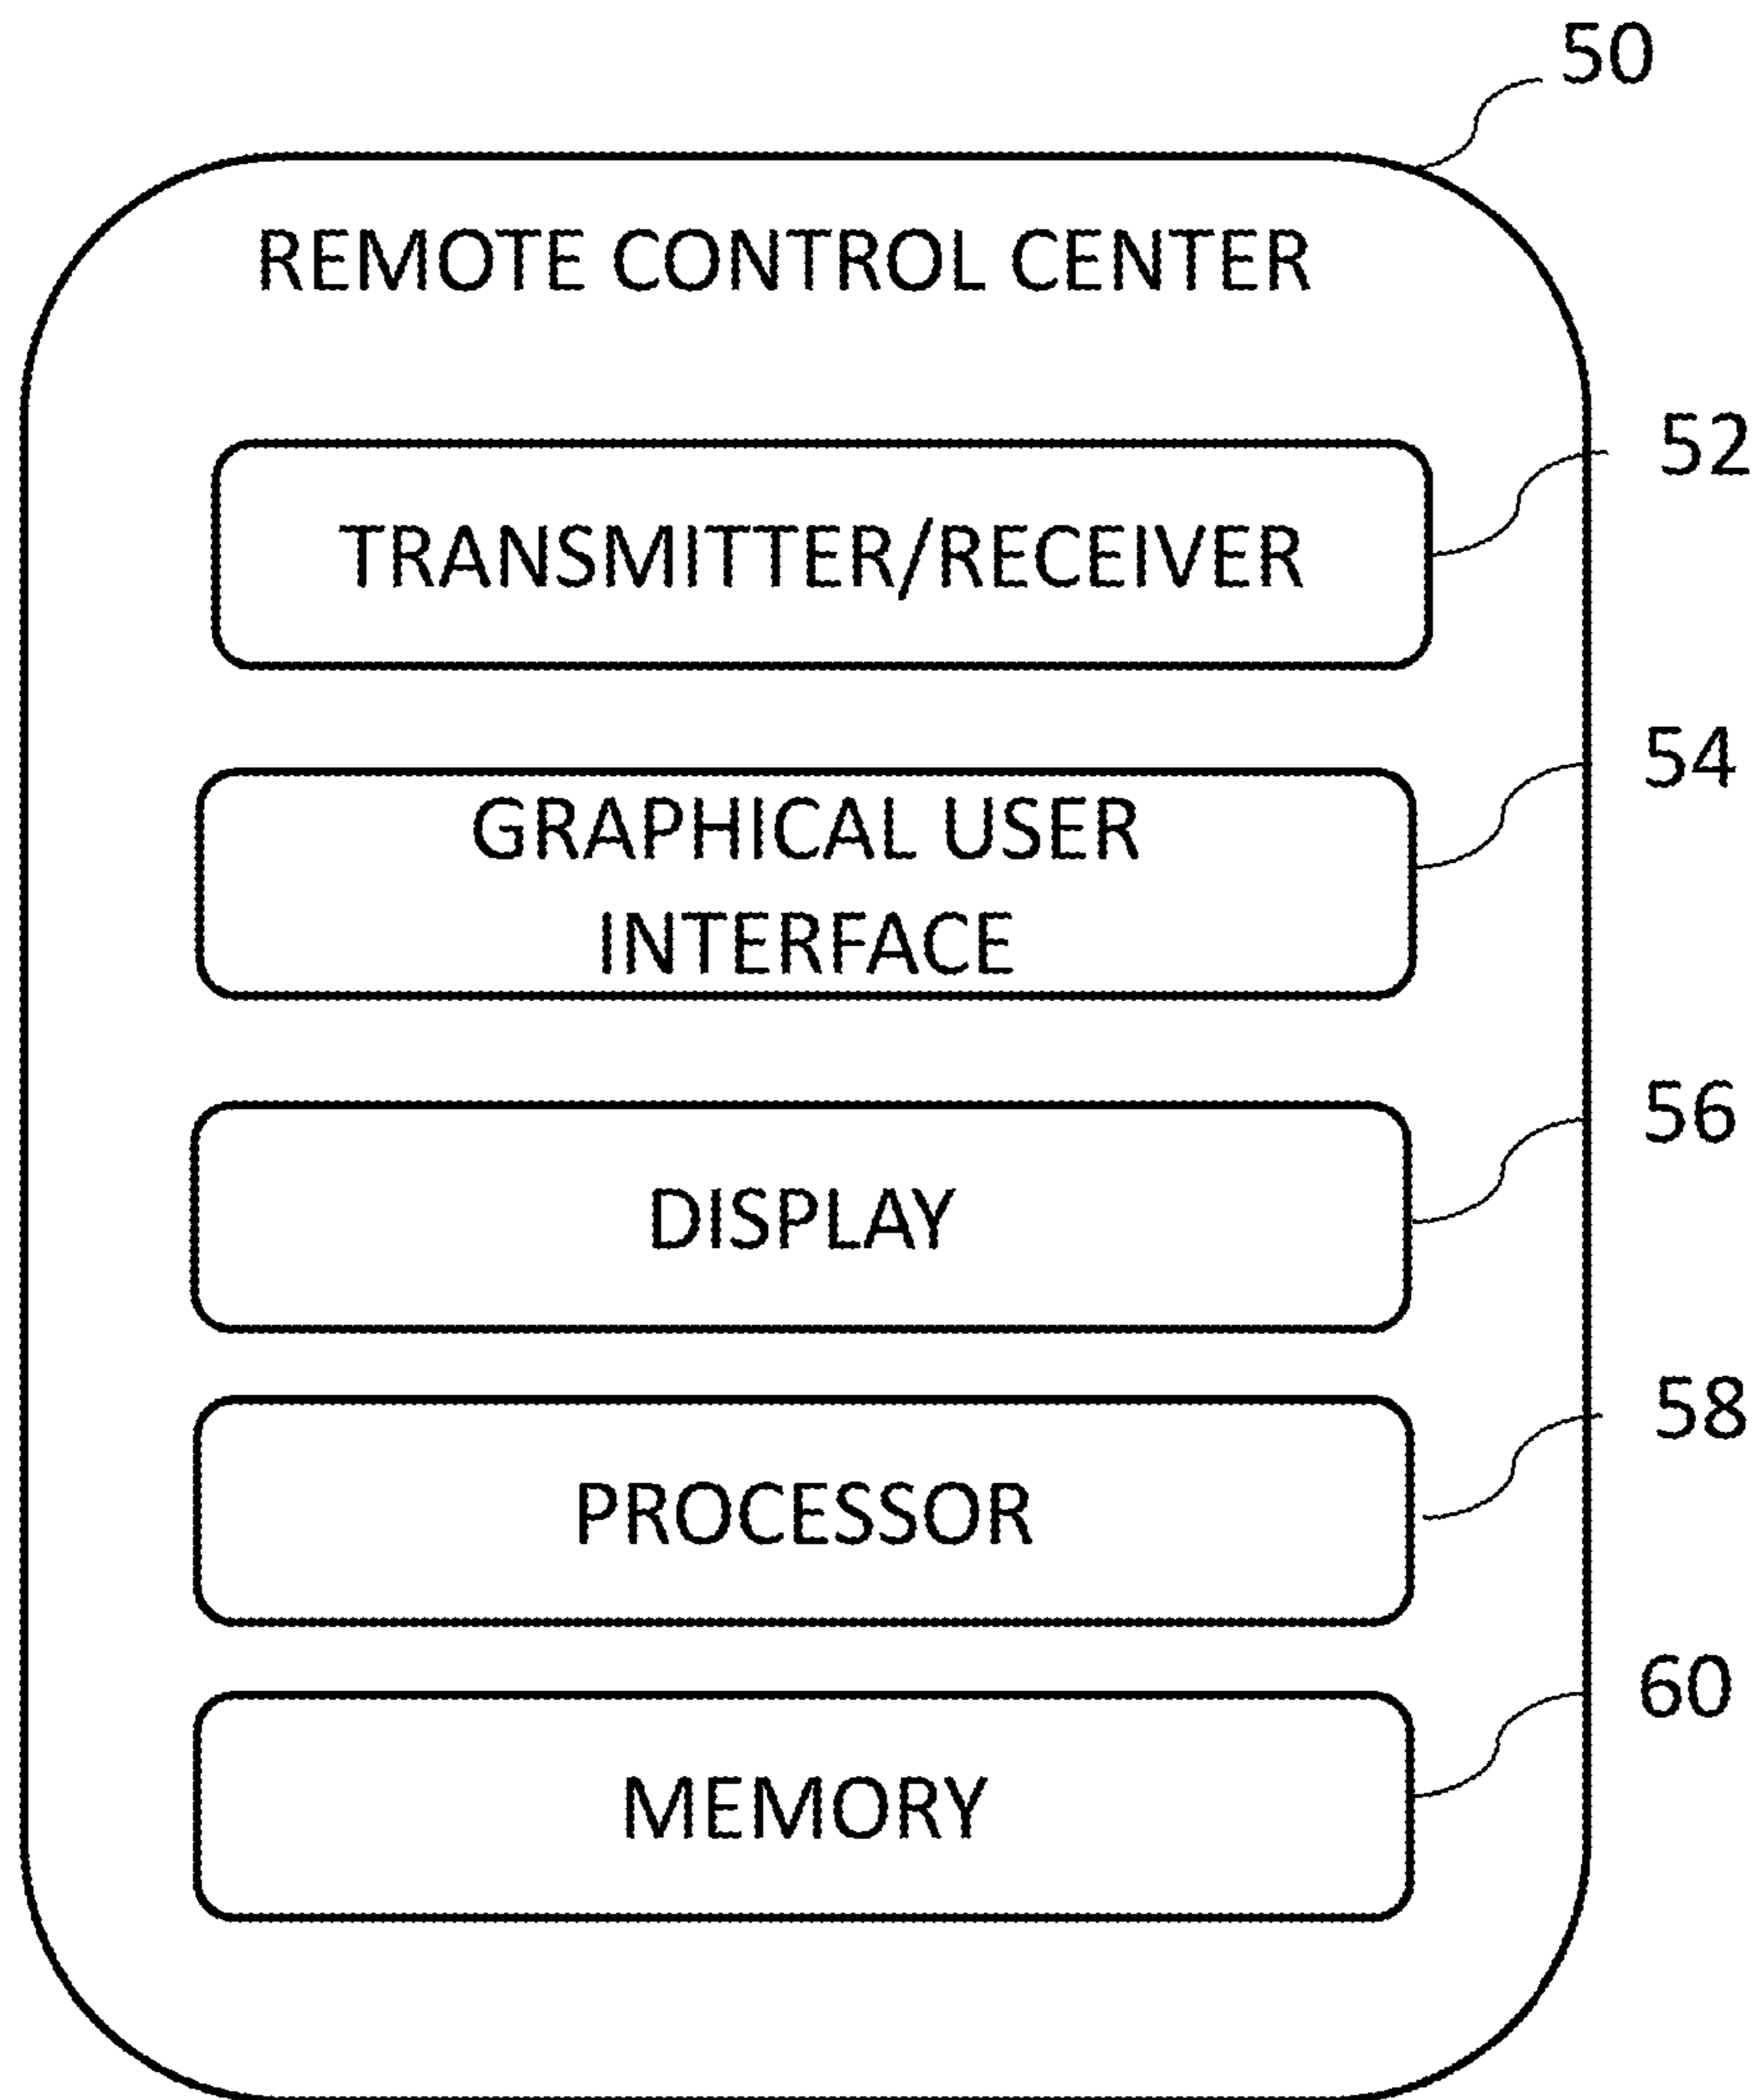 50
REMOTE CONTROL CENTER
52
TRANSMITTER/RECEIVER
54
GRAPHICAL USER
INTERFACE
56
DISPLAY
58
PROCESSOR
60
MEMORY